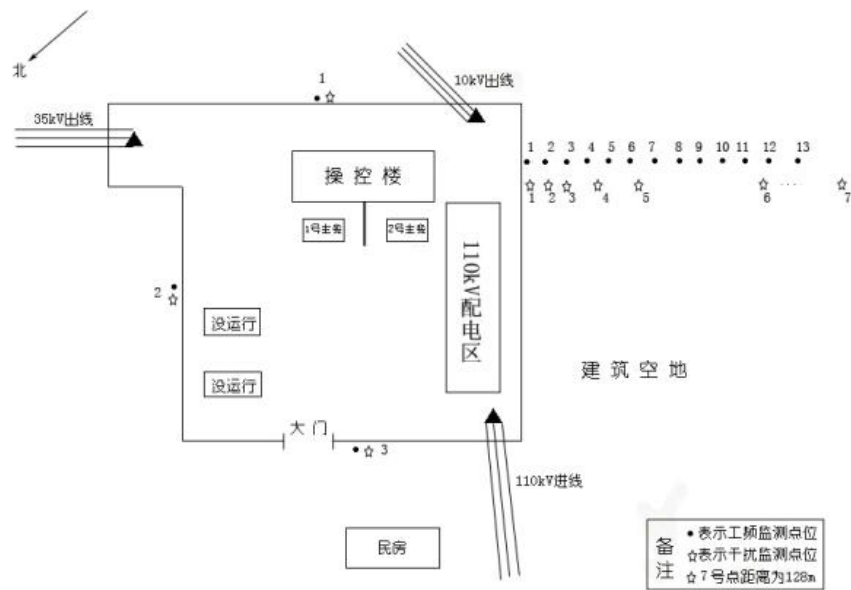 北
1
10kV出线
35kV出线
操控楼
1 2 3 4 5 6 7 8 9 10 11 12 13
1 2 3 4 5 6 7
1号主变
2号主变
110kV配电区
2
没运行
没运行
建筑空地
大门
3
110kV进线
民房
备注
●表示工频监测点位
☆表示干扰监测点位
☆7号点距离为128m